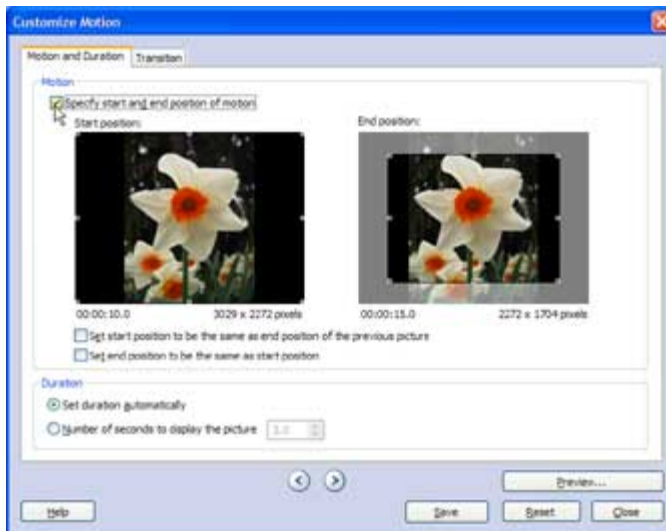 Customize Motion
Motion and Duration Transition
Motion
Specify start and end position of motion
Start position: End position:
00:00:10.0 3029 x 2272 pixels 00:00:15.0 2272 x 1704 pixels
Set start position to be the same as end position of the previous picture
Set end position to be the same as start position
Duration
Set duration automatically
Number of seconds to display the picture
Preview...
Help Save Reset Close